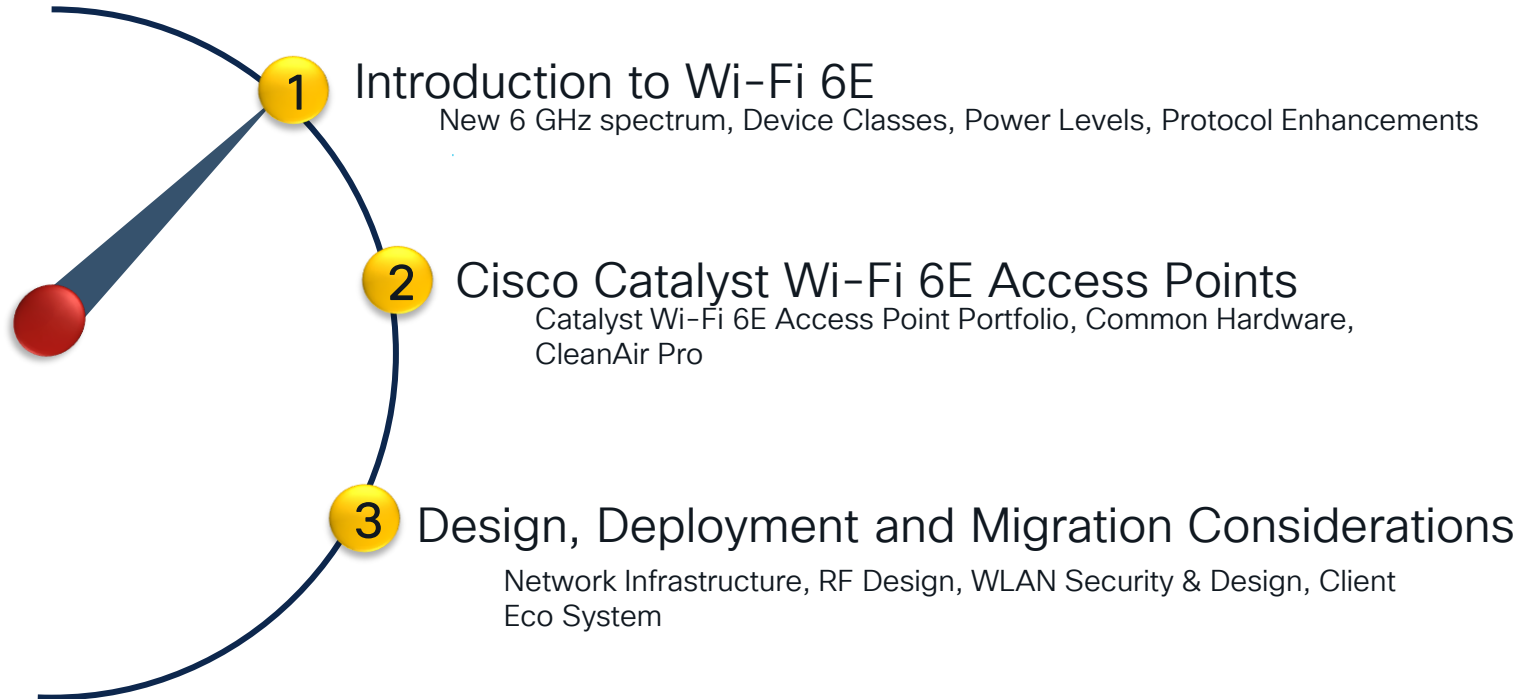 1
Introduction to Wi-Fi 6E
New 6 GHz spectrum, Device Classes, Power Levels, Protocol Enhancements
2
Cisco Catalyst Wi-Fi 6E Access Points
Catalyst Wi-Fi 6E Access Point Portfolio, Common Hardware,
CleanAir Pro
3
Design, Deployment and Migration Considerations
Network Infrastructure, RF Design, WLAN Security & Design, Client
Eco System